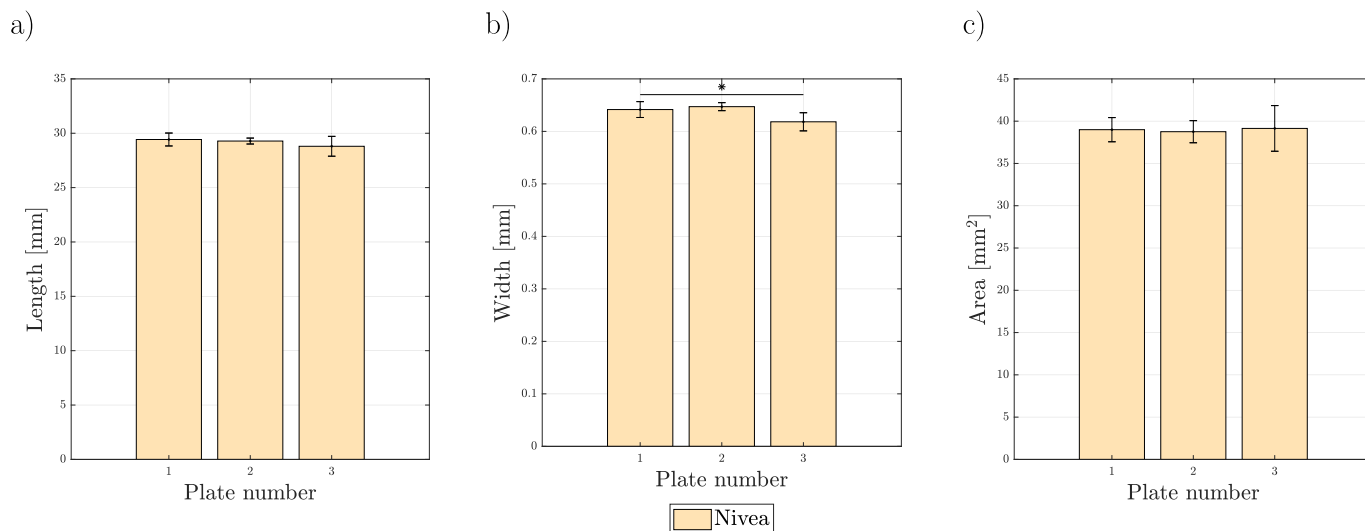 a)
35
30
25
20
15
10
5
0
Length [mm]
1 2 3
Plate number
b)
0.7
0.6
0.5
0.4
0.3
0.2
0.1
0
Width [mm]
*
1 2 3
Plate number
Nivea
c)
45
40
35
30
25
20
15
10
5
0
Area [mm²]
1 2 3
Plate number